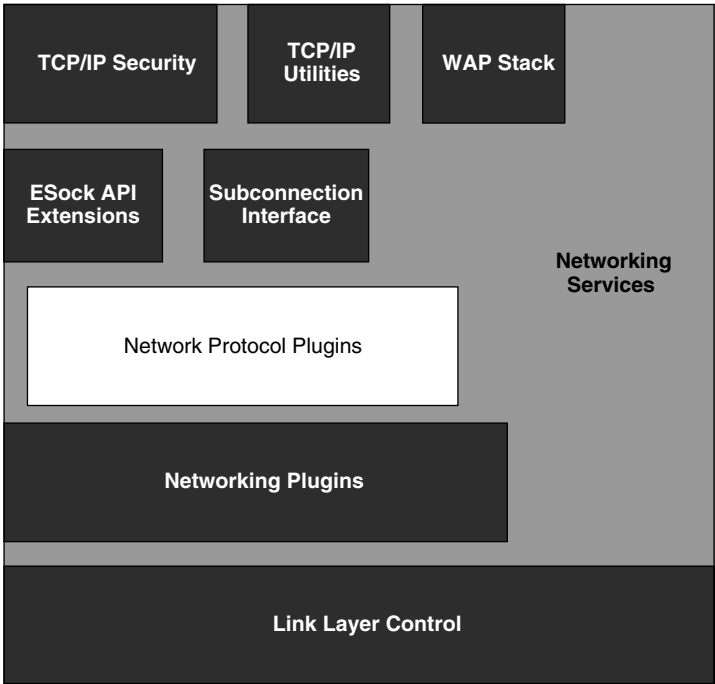 TCP/IP Security
TCP/IP
Utilities
WAP Stack
ESock API
Extensions
Subconnection
Interface
Networking
Services
Network Protocol Plugins
Networking Plugins
Link Layer Control